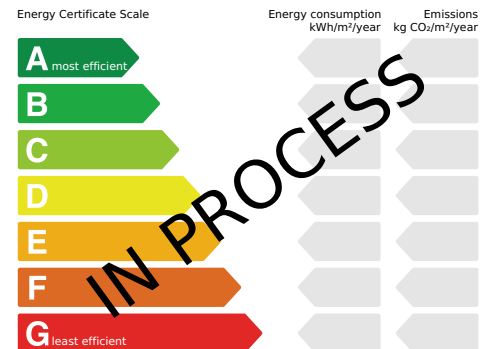 Energy Certificate Scale
Energy consumption
kWh/m²/year
Emissions
kg CO₂/m²/year
A most efficient
B
C
D
E
F
G least efficient
IN PROCESS